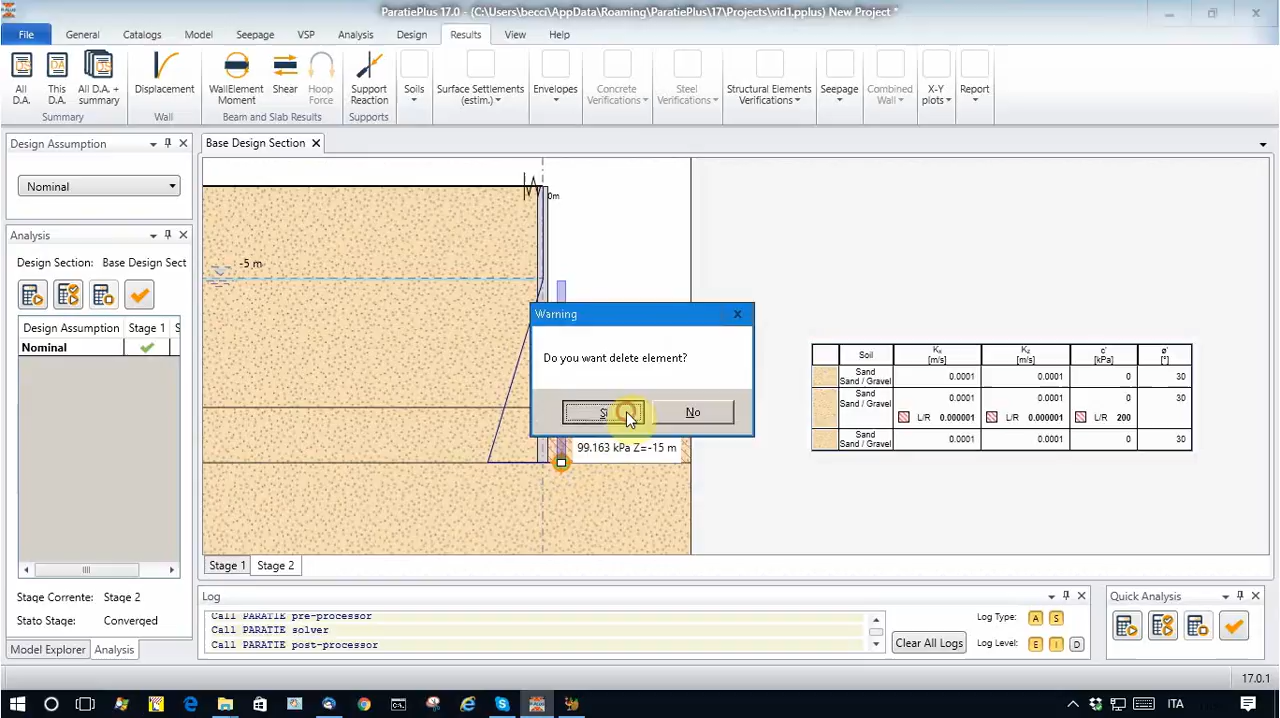 ParatiePlus 17.0 - (C:\Users\becci\AppData\Roaming\ParatiePlus\17\Projects\vid1.pplus) New Project *
File General Catalogs Model Seepage VSP Analysis Design Results View Help
All D.A.
This D.A.
All D.A. + summary
Displacement
WallElement Moment
Shear
Hoop Force
Support Reaction
Soils
Surface Settlements (estim.)
Envelopes
Concrete Verifications
Steel Verifications
Structural Elements Verifications
Seepage
Combined Wall
X-Y plots
Report
Summary
Wall
Beam and Slab Results
Supports
Design Assumption
Base Design Section
Nominal
0m
Analysis
-5 m
Design Section: Base Design Sect
Design Assumption Stage 1 S
Nominal
Warning
Do you want delete element?
No
99.163 kPa Z=-15 m
Soil Kx [m/s] Kz [m/s] c' [kPa] ø' [°]
Sand Sand / Gravel 0.0001 0.0001 0 30
Sand Sand / Gravel 0.0001 0.0001 0 30
L/R 0.000001 L/R 0.000001 L/R 200
Sand Sand / Gravel 0.0001 0.0001 0 30
Stage 1 Stage 2
Stage Corrente: Stage 2
Stato Stage: Converged
Model Explorer Analysis
Log
Call PARATIE pre-processor
Call PARATIE solver
Call PARATIE post-processor
Clear All Logs
Log Type: A S
Log Level: E I D
Quick Analysis
17.0.1
ITA